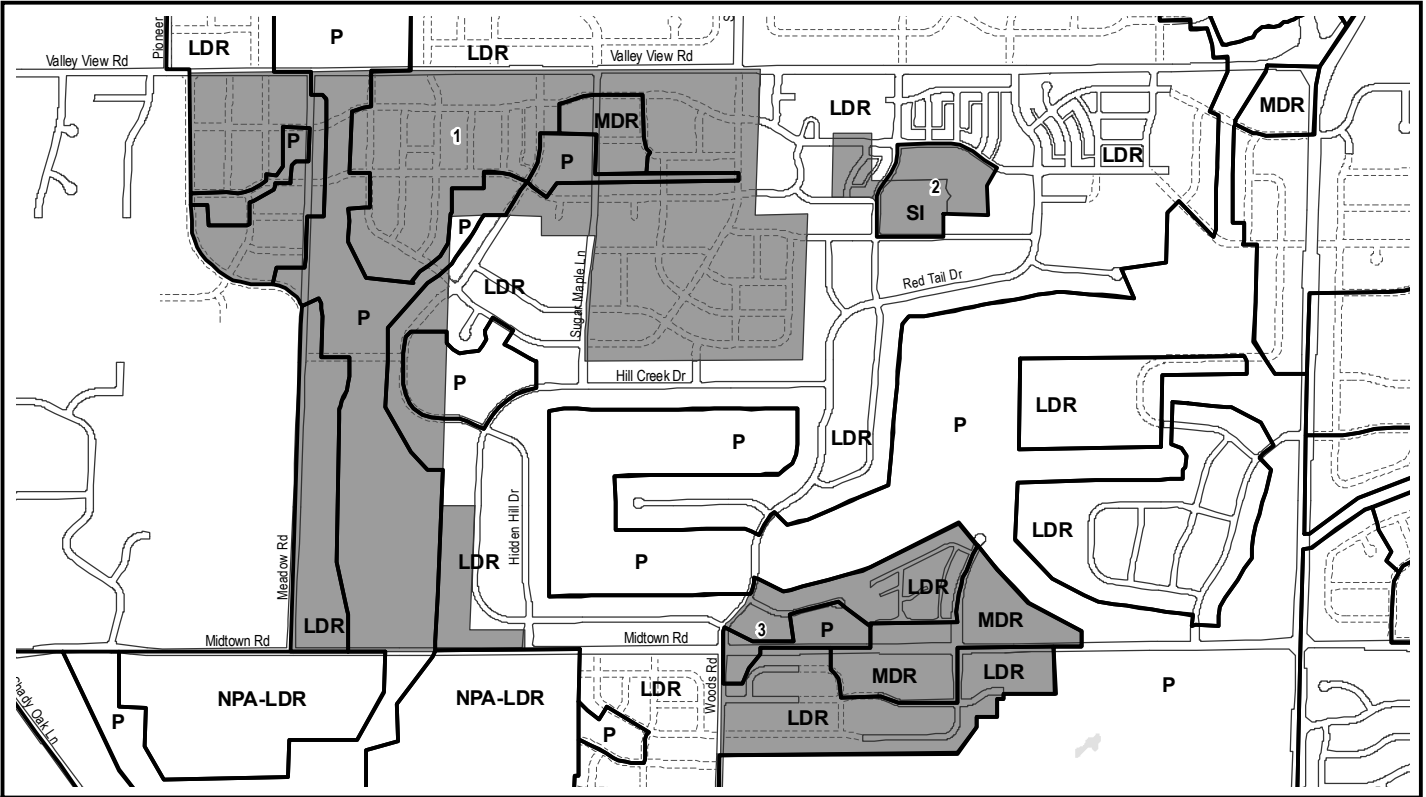 Pioneer
LDR
P
LDR
S
Valley View Rd
Valley View Rd
MDR
LDR
1
MDR
P
P
LDR
2
SI
P
LDR
Sugar Maple Ln
Red Tail Dr
P
P
Hill Creek Dr
LDR
P
LDR
P
LDR
Hidden Hill Dr
LDR
P
Meadow Rd
LDR
LDR
MDR
3
P
LDR
Midtown Rd
Midtown Rd
Woods Rd
LDR
MDR
LDR
P
NPA-LDR
NPA-LDR
LDR
P
P
Shady Oak Ln